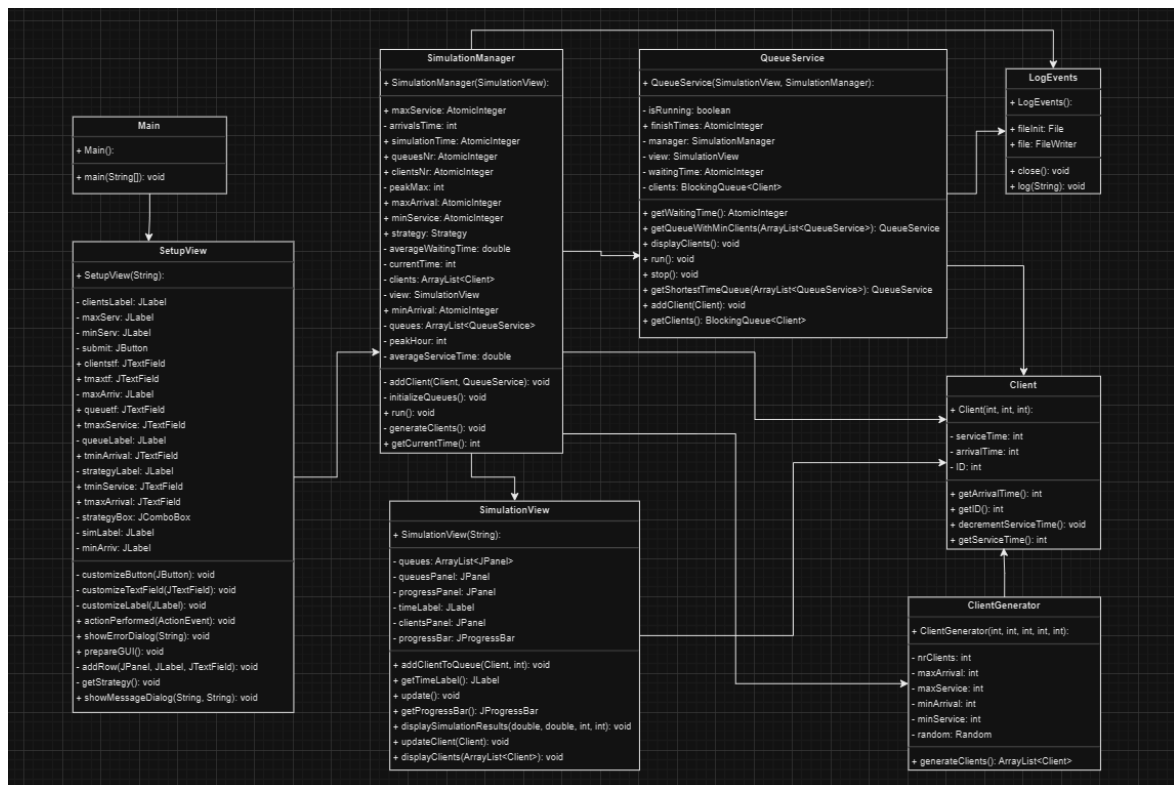 Main
+ Main():
+ main(String[]): void
SetupView
+ SetupView(String):
- clientsLabel: JLabel
- maxServ: JLabel
- minServ: JLabel
- submit: JButton
+ clientstf: JTextField
+ tmaxtf: JTextField
- maxArriv: JLabel
+ queuetf: JTextField
+ tmaxService: JTextField
- queueLabel: JLabel
+ tminArrival: JTextField
- strategyLabel: JLabel
+ tminService: JTextField
+ tmaxArrival: JTextField
- strategyBox: JComboBox
- simLabel: JLabel
- minArriv: JLabel
- customizeButton(JButton): void
- customizeTextField(JTextField): void
- customizeLabel(JLabel): void
+ actionPerformed(ActionEvent): void
+ showErrorDialog(String): void
+ prepareGUI(): void
- addRow(JPanel, JLabel, JTextField): void
- getStrategy(): void
+ showMessageDialog(String, String): void
SimulationManager
+ SimulationManager(SimulationView):
+ maxService: AtomicInteger
- arrivalsTime: int
+ simulationTime: AtomicInteger
+ queuesNr: AtomicInteger
+ clientsNr: AtomicInteger
- peakMax: int
+ maxArrival: AtomicInteger
+ minService: AtomicInteger
+ strategy: Strategy
- averageWaitingTime: double
- currentTime: int
- clients: ArrayList<Client>
- view: SimulationView
+ minArrival: AtomicInteger
- queues: ArrayList<QueueService>
- peakHour: int
- averageServiceTime: double
- addClient(Client, QueueService): void
- initializeQueues(): void
+ run(): void
- generateClients(): void
+ getCurrentTime(): int
SimulationView
+ SimulationView(String):
- queues: ArrayList<JPanel>
- queuesPanel: JPanel
- progressPanel: JPanel
- timeLabel: JLabel
- clientsPanel: JPanel
- progressBar: JProgressBar
+ addClientToQueue(Client, int): void
+ getTimeLabel(): JLabel
+ update(): void
+ getProgressBar(): JProgressBar
+ displaySimulationResults(double, double, int, int): void
+ updateClient(Client): void
+ displayClients(ArrayList<Client>): void
QueueService
+ QueueService(SimulationView, SimulationManager):
- isRunning: boolean
+ finishTimes: AtomicInteger
- manager: SimulationManager
- view: SimulationView
- waitingTime: AtomicInteger
- clients: BlockingQueue<Client>
+ getWaitingTime(): AtomicInteger
+ getQueueWithMinClients(ArrayList<QueueService>): QueueService
+ displayClients(): void
+ run(): void
+ stop(): void
+ getShortestTimeQueue(ArrayList<QueueService>): QueueService
+ addClient(Client): void
+ getClients(): BlockingQueue<Client>
LogEvents
+ LogEvents():
+ fileInit: File
+ file: FileWriter
+ close(): void
+ log(String): void
Client
+ Client(int, int, int):
- serviceTime: int
- arrivalTime: int
- ID: int
+ getArrivalTime(): int
+ getID(): int
+ decrementServiceTime(): void
+ getServiceTime(): int
ClientGenerator
+ ClientGenerator(int, int, int, int, int):
- nrClients: int
- maxArrival: int
- maxService: int
- minArrival: int
- minService: int
- random: Random
+ generateClients(): ArrayList<Client>